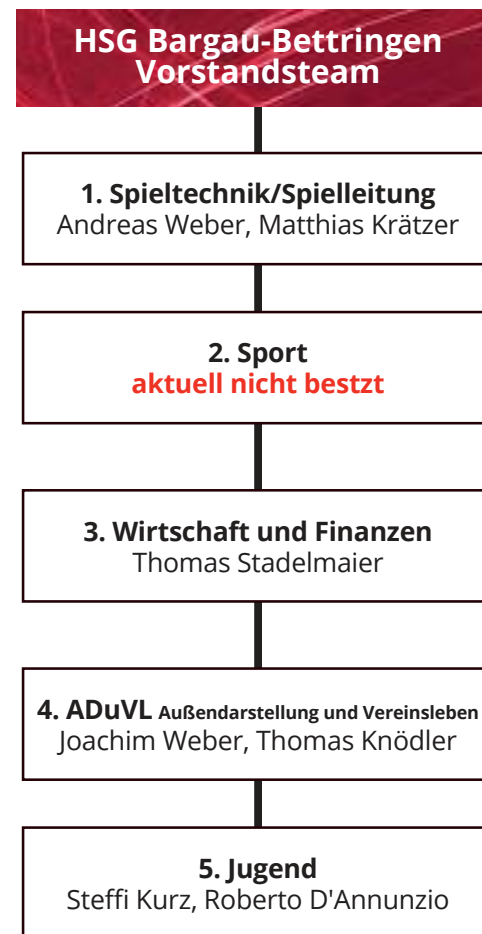 HSG Bargau-Bettringen
Vorstandsteam
1. Spieltechnik/Spielleitung
Andreas Weber, Matthias Krätzer
2. Sport
aktuell nicht bestzt
3. Wirtschaft und Finanzen
Thomas Stadelmaier
4. ADuVL Außendarstellung und Vereinsleben
Joachim Weber, Thomas Knödler
5. Jugend
Steffi Kurz, Roberto D'Annunzio